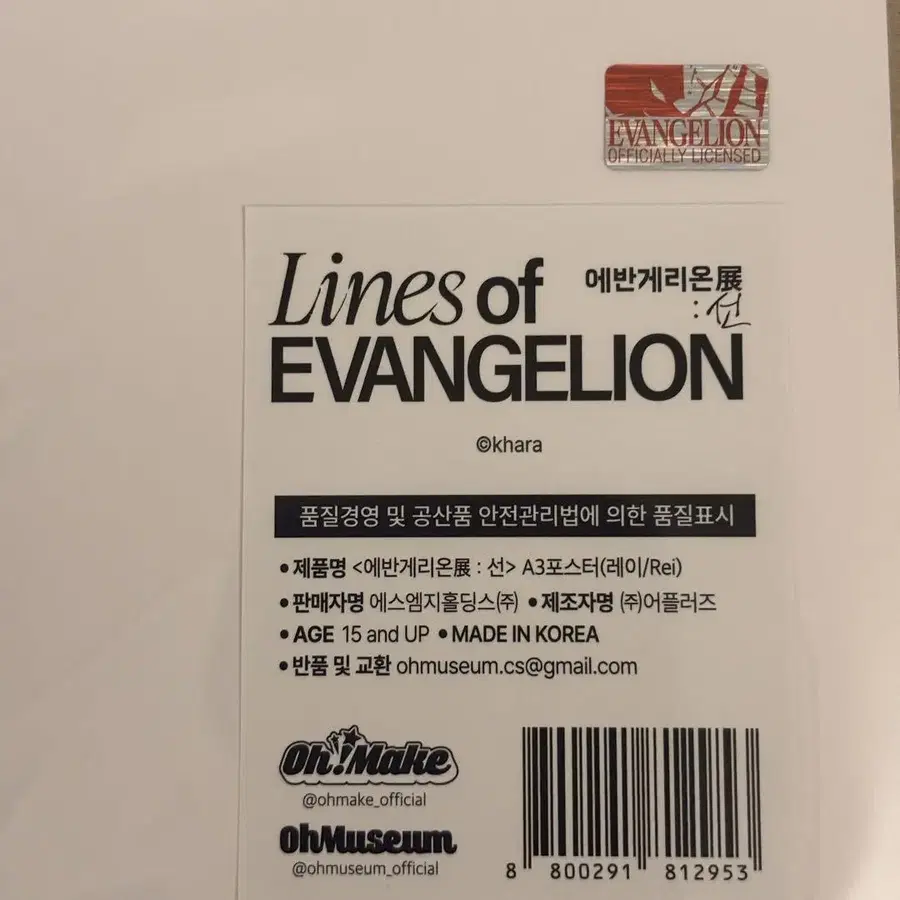 EVANGELION
OFFICIALLY LICENSED
Lines of
에반게리온展
: 선
EVANGELION
©khara
품질경영 및 공산품 안전관리법에 의한 품질표시
• 제품명 <에반게리온展 : 선> A3포스터(레이/Rei)
• 판매자명 에스엠지홀딩스㈜ • 제조자명 ㈜어플러즈
• AGE 15 and UP • MADE IN KOREA
• 반품 및 교환 ohmuseum.cs@gmail.com
Oh!Make
@ohmake_official
OhMuseum
@ohmuseum_official
8 800291 812953